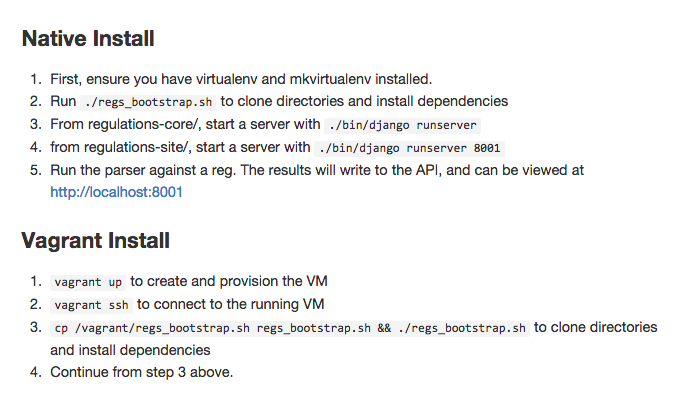 Native Install
1. First, ensure you have virtualenv and mkvirtualenv installed.
2. Run ./regs_bootstrap.sh to clone directories and install dependencies
3. From regulations-core/, start a server with ./bin/django runserver
4. from regulations-site/, start a server with ./bin/django runserver 8001
5. Run the parser against a reg. The results will write to the API, and can be viewed at
http://localhost:8001
Vagrant Install
1. vagrant up to create and provision the VM
2. vagrant ssh to connect to the running VM
3. cp /vagrant/regs_bootstrap.sh regs_bootstrap.sh && ./regs_bootstrap.sh to clone directories
and install dependencies
4. Continue from step 3 above.